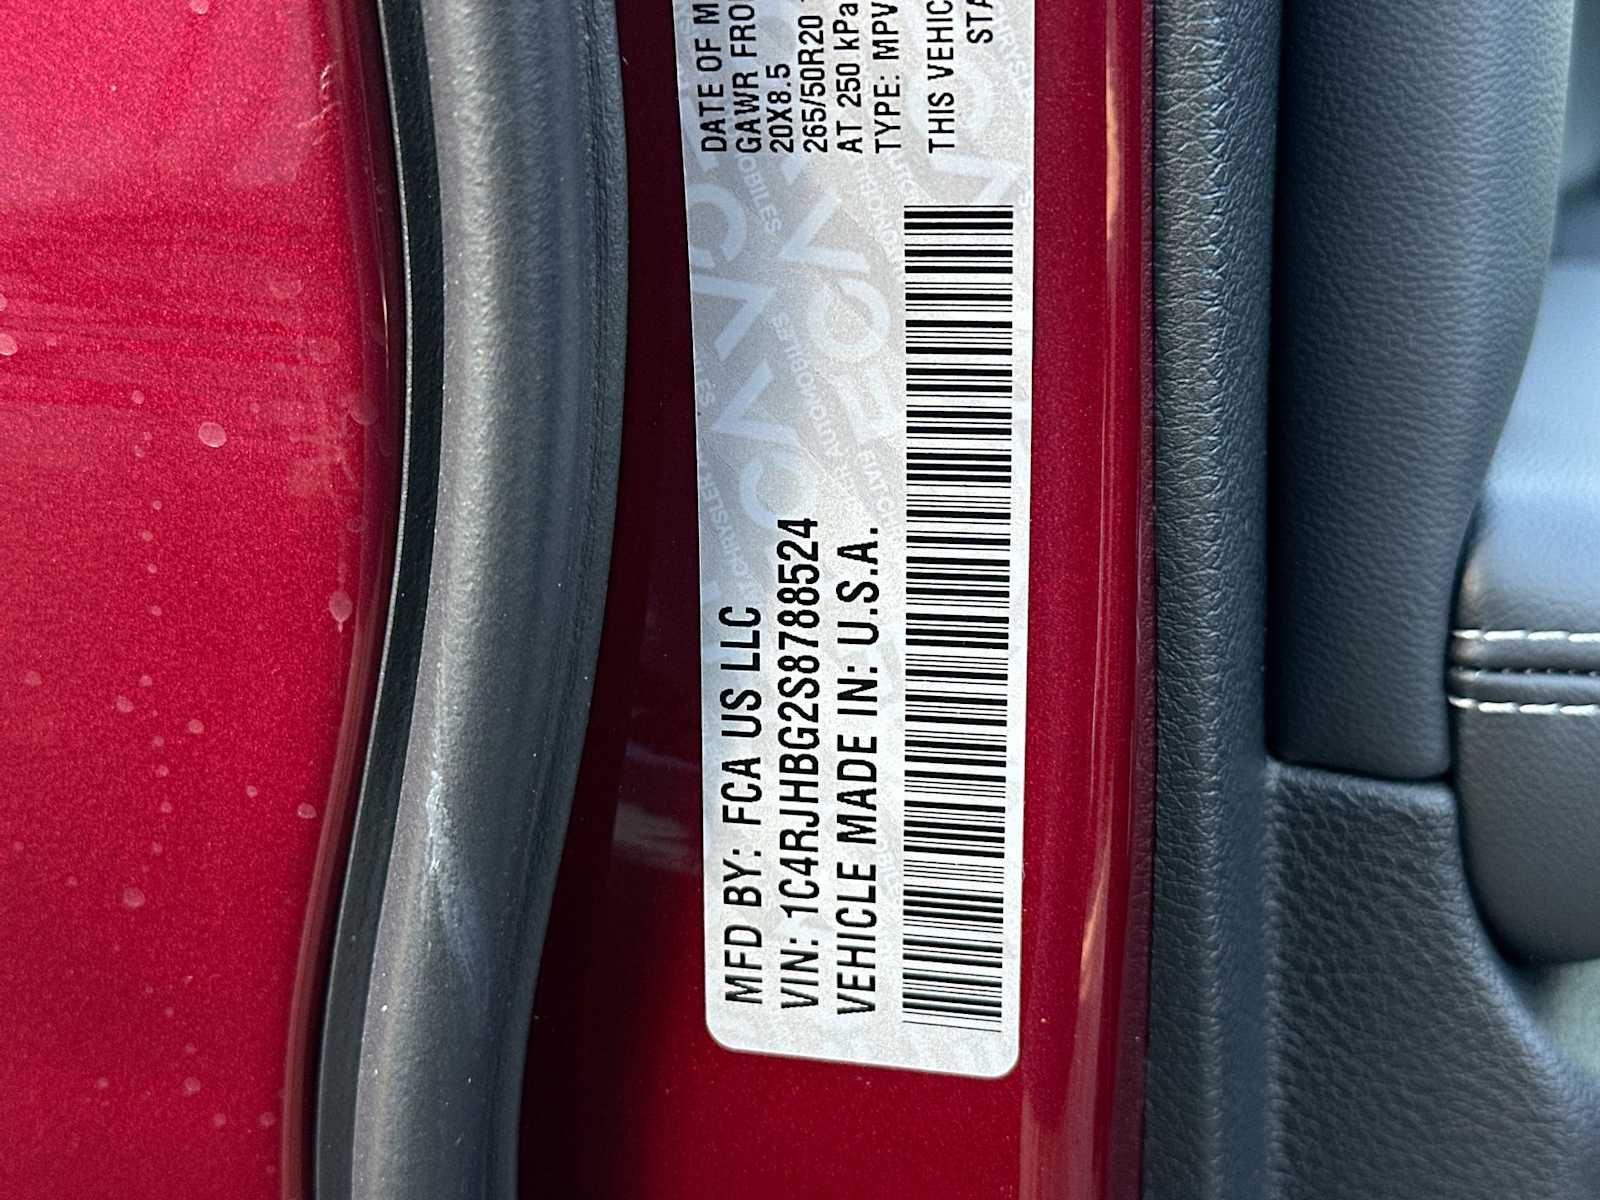 MFD BY: FCA US LLC
VIN: 1C4RJHBG2S8788524
VEHICLE MADE IN: U.S.A.
DATE OF M
GAWR FRO
20X8.5
265/50R20
AT 250 kPa
TYPE: MPV
THIS VEHIC
STA